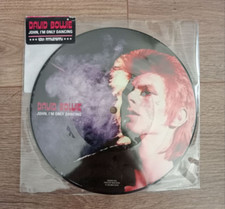 DAVID BOWIE
JOHN, I'M ONLY DANCING
DAVID BOWIE
JOHN, I'M ONLY DANCING